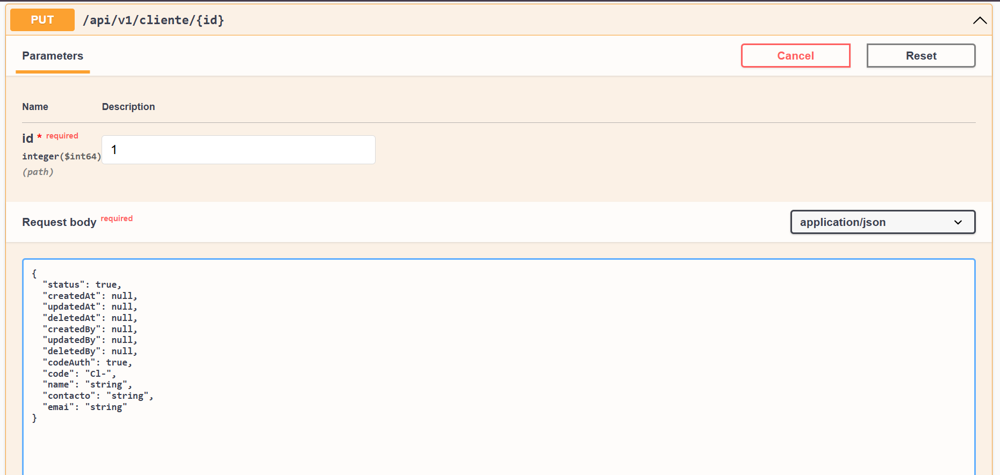 PUT /api/v1/cliente/{id}
Parameters
Cancel
Reset
Name Description
id * required
integer($int64)
(path)
1
Request body required
application/json
{
  "status": true,
  "createdAt": null,
  "updatedAt": null,
  "deletedAt": null,
  "createdBy": null,
  "updatedBy": null,
  "deletedBy": null,
  "codeAuth": true,
  "code": "Cl-",
  "name": "string",
  "contacto": "string",
  "emai": "string"
}